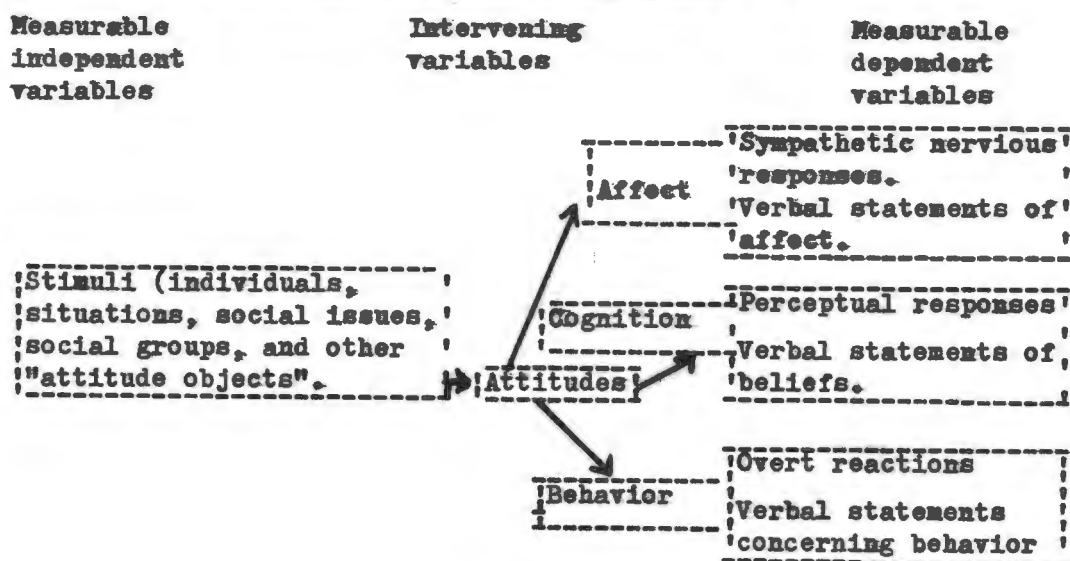 Measurable
independent
variables
Intervening
variables
Measurable
dependent
variables
Affect
Sympathetic nervious
responses.
Verbal statements of
affect.
Stimuli (individuals,
situations, social issues,
social groups, and other
"attitude objects".
Attitudes
Cognition
Perceptual responses
Verbal statements of
beliefs.
Behavior
Overt reactions
Verbal statements
concerning behavior